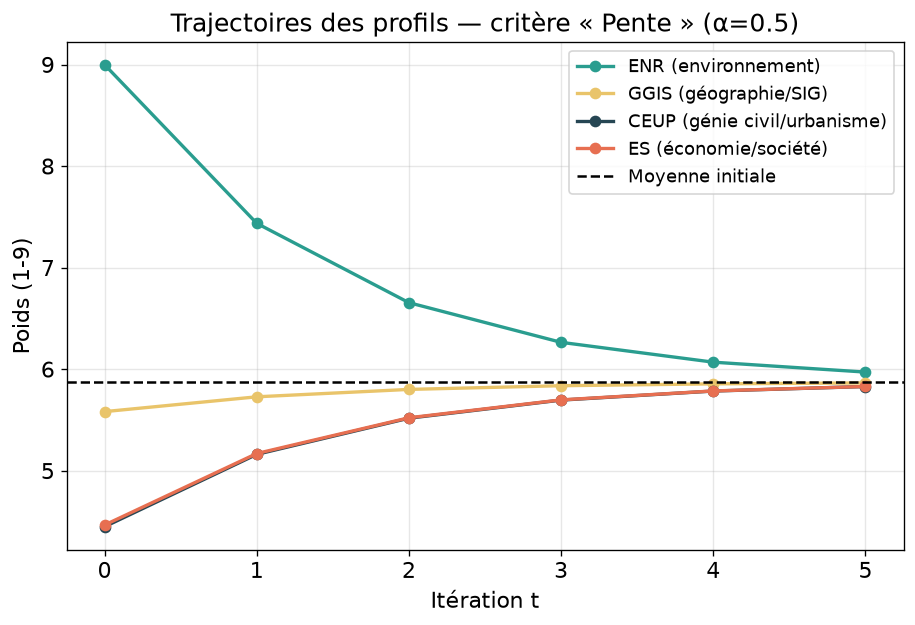 Trajectoires des profils — critère « Pente » (α=0.5)
ENR (environnement)
GGIS (géographie/SIG)
CEUP (génie civil/urbanisme)
ES (économie/société)
Moyenne initiale
Poids (1-9)
9
8
7
6
5
0 1 2 3 4 5
Itération t